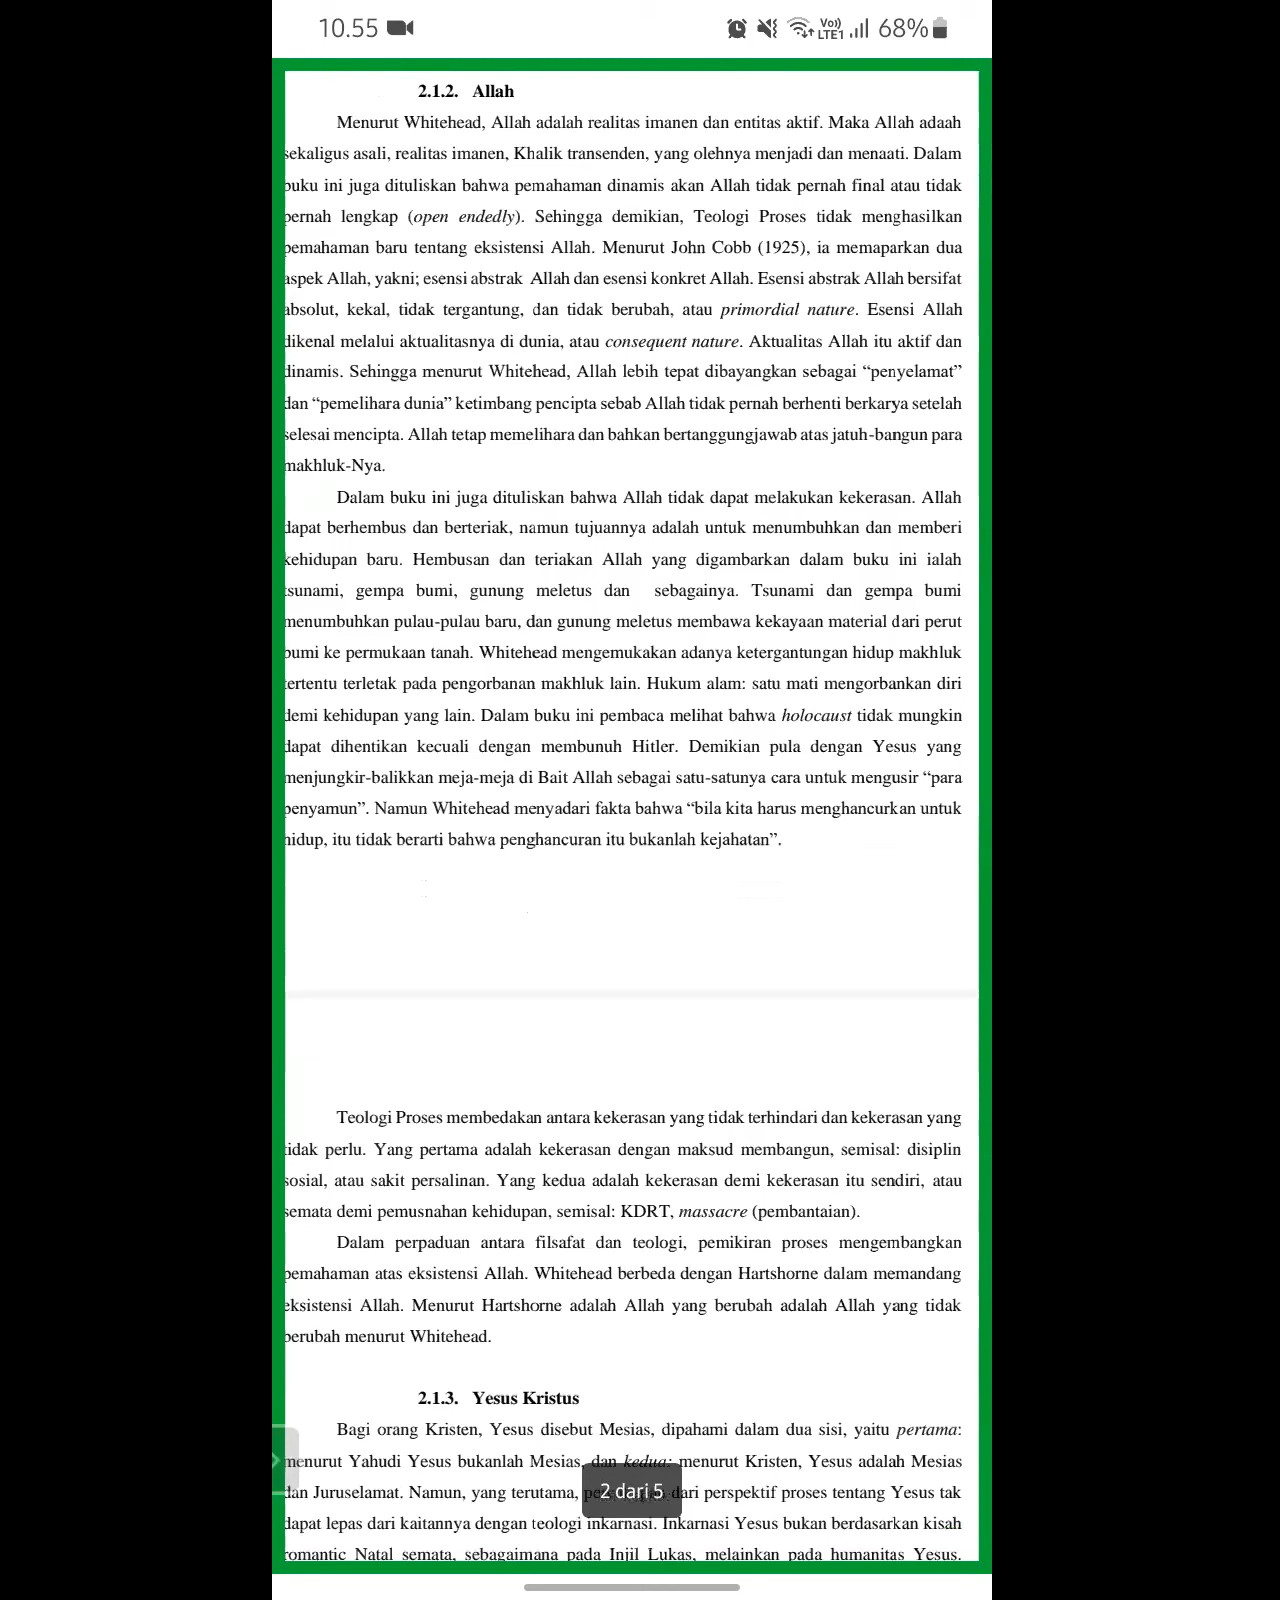 10.55
Vo)) LTE1 68%
2.1.2. Allah
Menurut Whitehead, Allah adalah realitas imanen dan entitas aktif. Maka Allah adaah
sekaligus asali, realitas imanen, Khalik transenden, yang olehnya menjadi dan menaati. Dalam
buku ini juga dituliskan bahwa pemahaman dinamis akan Allah tidak pernah final atau tidak
pernah lengkap (open endedly). Sehingga demikian, Teologi Proses tidak menghasilkan
pemahaman baru tentang eksistensi Allah. Menurut John Cobb (1925), ia memaparkan dua
aspek Allah, yakni; esensi abstrak Allah dan esensi konkret Allah. Esensi abstrak Allah bersifat
absolut, kekal, tidak tergantung, dan tidak berubah, atau primordial nature. Esensi Allah
dikenal melalui aktualitasnya di dunia, atau consequent nature. Aktualitas Allah itu aktif dan
dinamis. Sehingga menurut Whitehead, Allah lebih tepat dibayangkan sebagai “penyelamat”
dan “pemelihara dunia” ketimbang pencipta sebab Allah tidak pernah berhenti berkarya setelah
selesai mencipta. Allah tetap memelihara dan bahkan bertanggungjawab atas jatuh-bangun para
makhluk-Nya.
Dalam buku ini juga dituliskan bahwa Allah tidak dapat melakukan kekerasan. Allah
dapat berhembus dan berteriak, namun tujuannya adalah untuk menumbuhkan dan memberi
kehidupan baru. Hembusan dan teriakan Allah yang digambarkan dalam buku ini ialah
tsunami, gempa bumi, gunung meletus dan sebagainya. Tsunami dan gempa bumi
menumbuhkan pulau-pulau baru, dan gunung meletus membawa kekayaan material dari perut
bumi ke permukaan tanah. Whitehead mengemukakan adanya ketergantungan hidup makhluk
tertentu terletak pada pengorbanan makhluk lain. Hukum alam: satu mati mengorbankan diri
demi kehidupan yang lain. Dalam buku ini pembaca melihat bahwa holocaust tidak mungkin
dapat dihentikan kecuali dengan membunuh Hitler. Demikian pula dengan Yesus yang
menjungkir-balikkan meja-meja di Bait Allah sebagai satu-satunya cara untuk mengusir “para
penyamun”. Namun Whitehead menyadari fakta bahwa “bila kita harus menghancurkan untuk
hidup, itu tidak berarti bahwa penghancuran itu bukanlah kejahatan”.
Teologi Proses membedakan antara kekerasan yang tidak terhindari dan kekerasan yang
tidak perlu. Yang pertama adalah kekerasan dengan maksud membangun, semisal: disiplin
sosial, atau sakit persalinan. Yang kedua adalah kekerasan demi kekerasan itu sendiri, atau
semata demi pemusnahan kehidupan, semisal: KDRT, massacre (pembantaian).
Dalam perpaduan antara filsafat dan teologi, pemikiran proses mengembangkan
pemahaman atas eksistensi Allah. Whitehead berbeda dengan Hartshorne dalam memandang
eksistensi Allah. Menurut Hartshorne adalah Allah yang berubah adalah Allah yang tidak
berubah menurut Whitehead.
2.1.3. Yesus Kristus
Bagi orang Kristen, Yesus disebut Mesias, dipahami dalam dua sisi, yaitu pertama:
menurut Yahudi Yesus bukanlah Mesias, dan kedua: menurut Kristen, Yesus adalah Mesias
dan Juruselamat. Namun, yang terutama, dari perspektif proses tentang Yesus tak
2 dari 5
dapat lepas dari kaitannya dengan teologi inkarnasi. Inkarnasi Yesus bukan berdasarkan kisah
romantic Natal semata, sebagaimana pada Injil Lukas, melainkan pada humanitas Yesus.